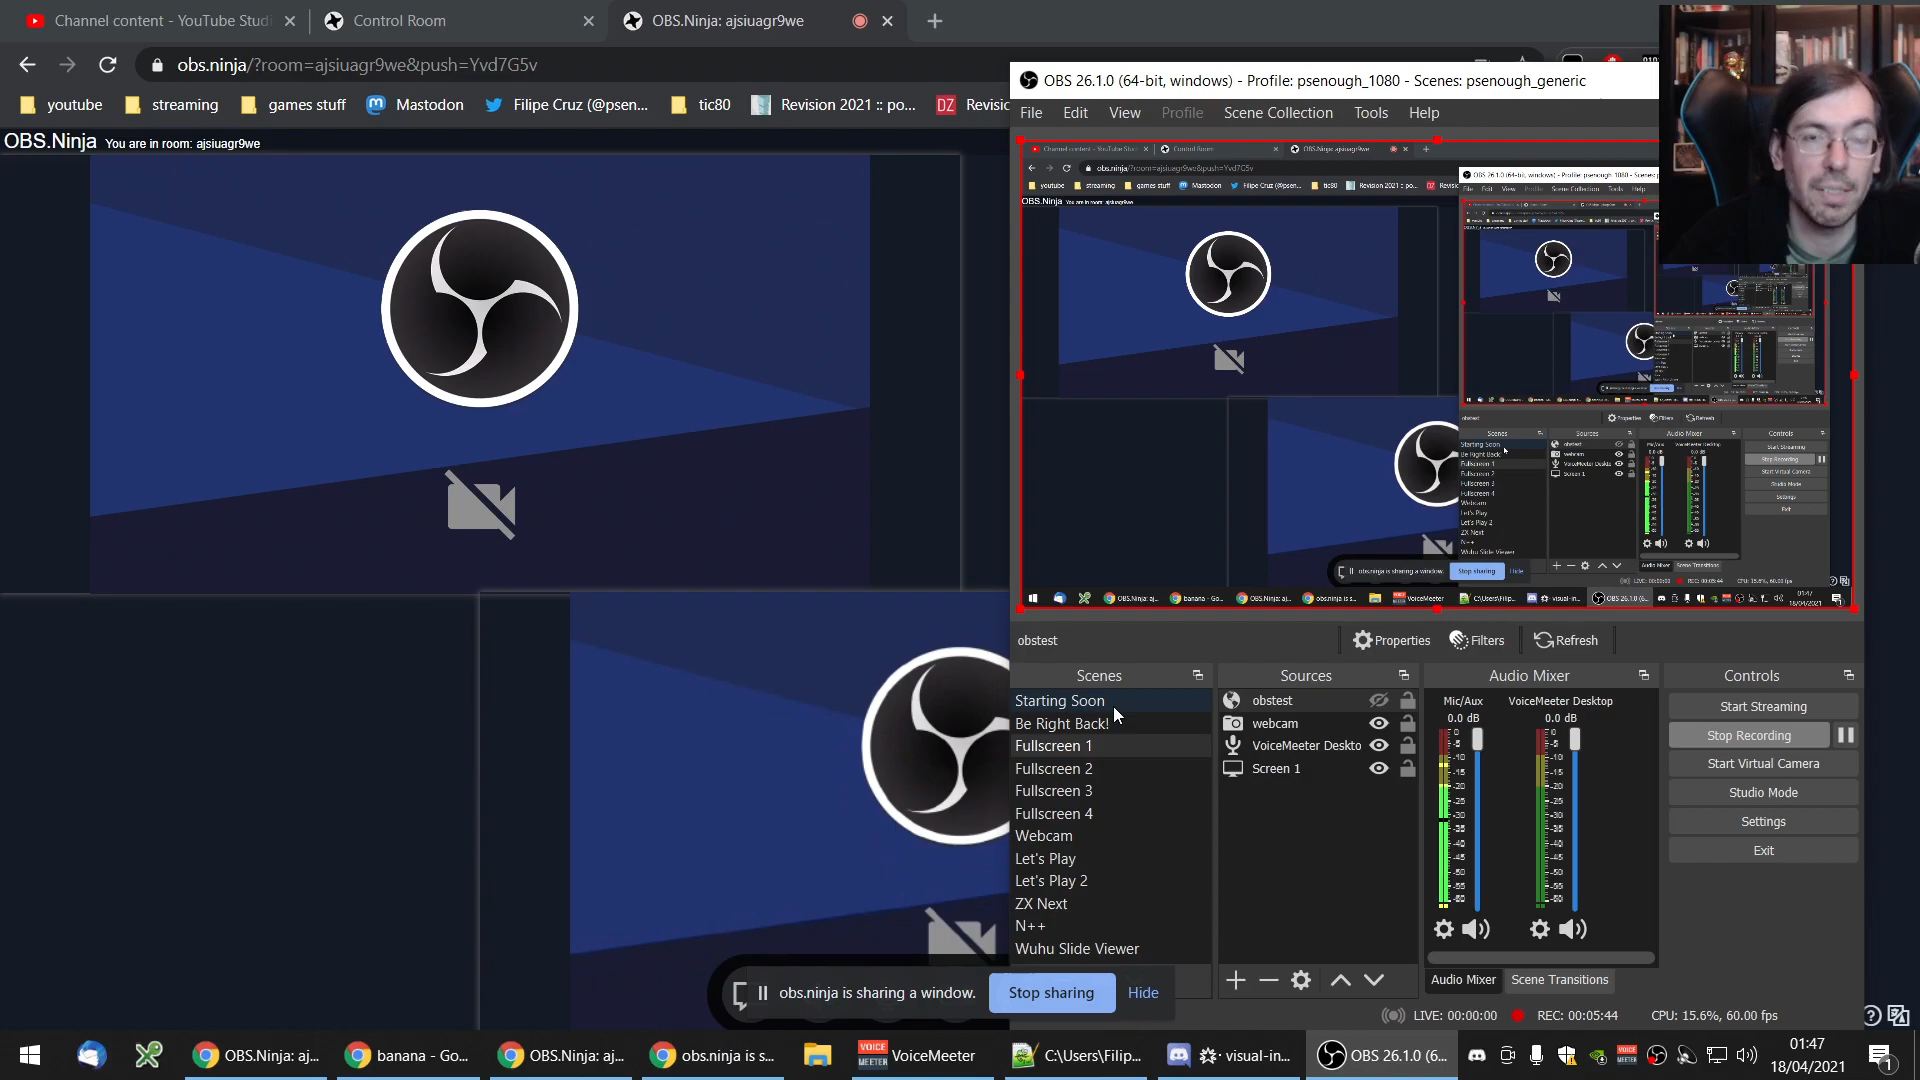 Channel content - YouTube Studi
Control Room
OBS.Ninja: ajsiuagr9we
obs.ninja/?room=ajsiuagr9we&push=Yvd7G5v
youtube
streaming
games stuff
Mastodon
Filipe Cruz (@psen...
tic80
Revision 2021 :: po...
DZ
Revisio
OBS.Ninja You are in room: ajsiuagr9we
OBS 26.1.0 (64-bit, windows) - Profile: psenough_1080 - Scenes: psenough_generic
File Edit View Profile Scene Collection Tools Help
obstest
Properties
Filters
Refresh
Scenes
Starting Soon
Be Right Back!
Fullscreen 1
Fullscreen 2
Fullscreen 3
Fullscreen 4
Webcam
Let's Play
Let's Play 2
ZX Next
N++
Wuhu Slide Viewer
Sources
obstest
webcam
VoiceMeeter Deskto
Screen 1
Audio Mixer
Mic/Aux
0.0 dB
VoiceMeeter Desktop
0.0 dB
Audio Mixer
Scene Transitions
Controls
Start Streaming
Stop Recording
Start Virtual Camera
Studio Mode
Settings
Exit
obs.ninja is sharing a window.
Stop sharing
Hide
LIVE: 00:00:00
REC: 00:05:44
CPU: 15.6%, 60.00 fps
OBS.Ninja: aj...
banana - Go...
OBS.Ninja: aj...
obs.ninja is s...
VoiceMeeter
C:\Users\Filip...
visual-in...
OBS 26.1.0 (6...
01:47
18/04/2021
1